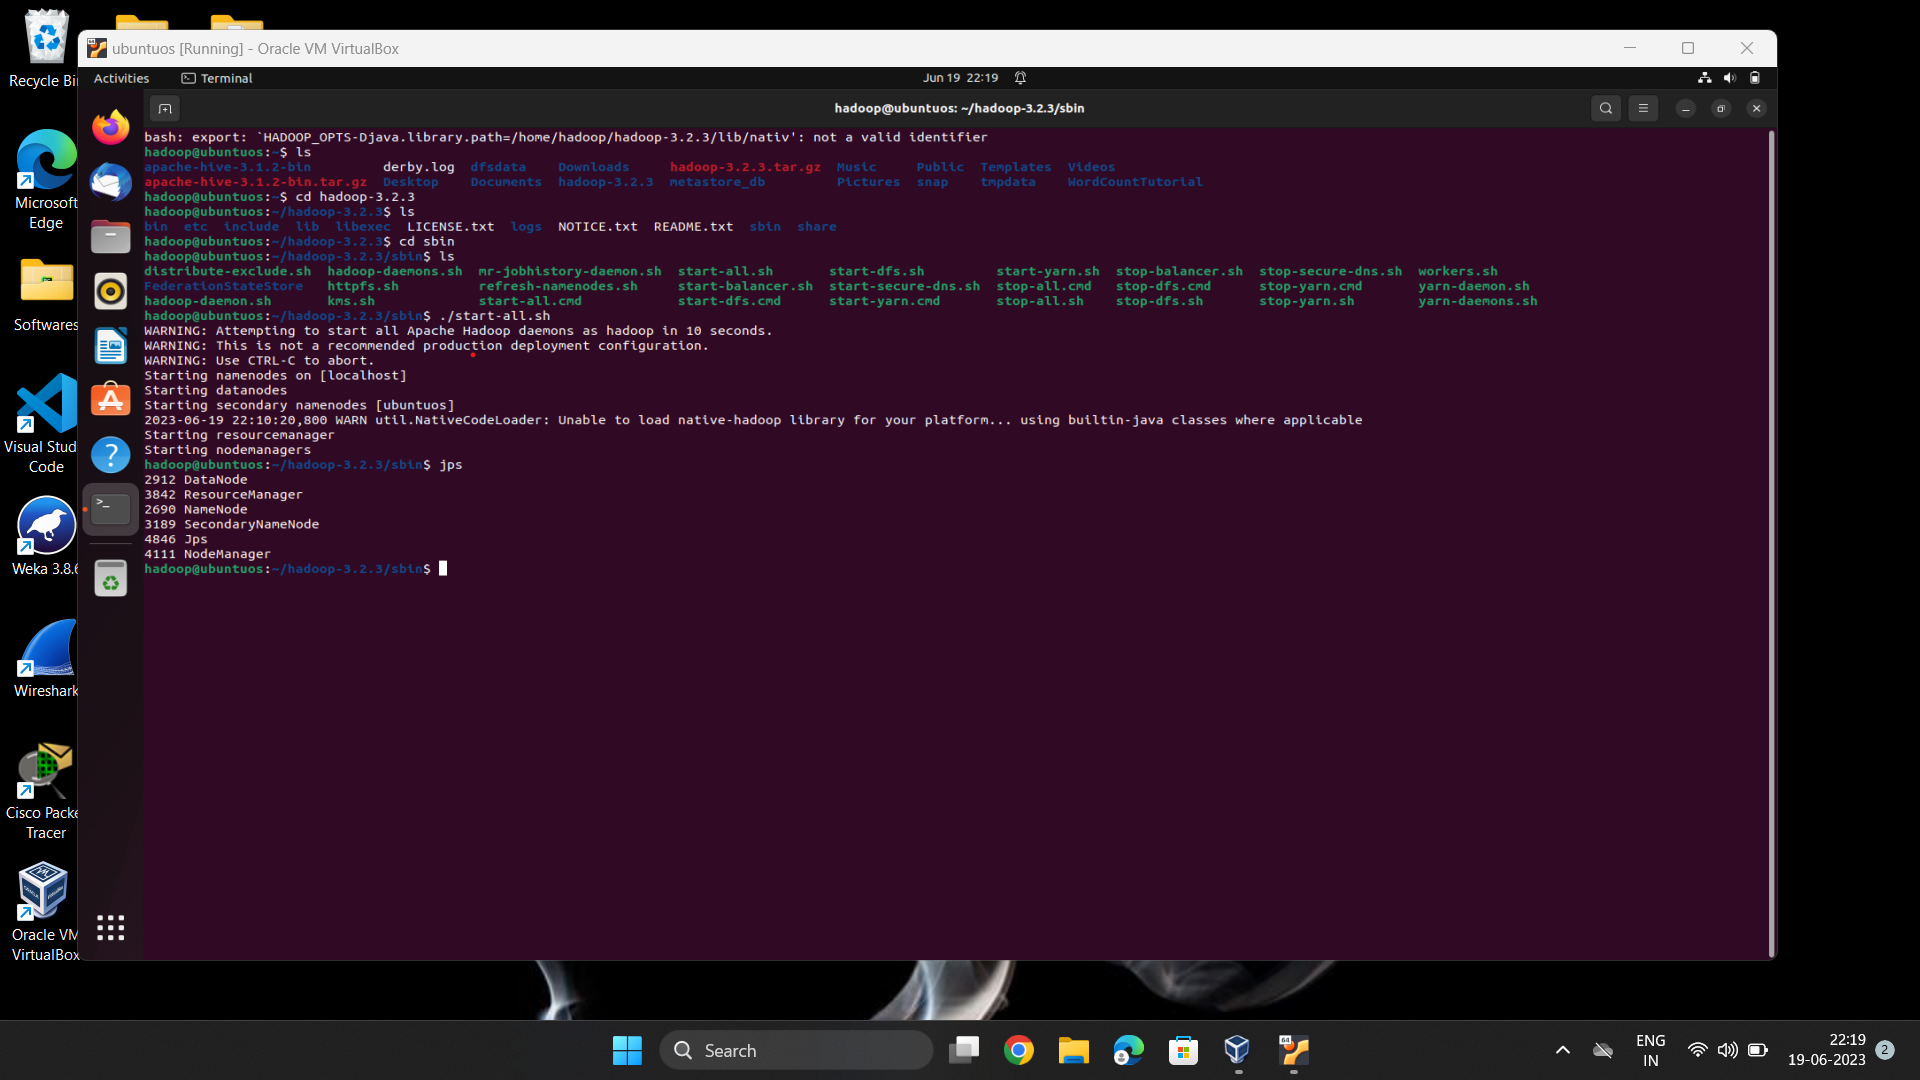 Recycle Bi
Microsoft
Edge
Softwares
Visual Stud
Code
Weka 3.8.6
Wireshark
Cisco Packe
Tracer
Oracle VM
VirtualBox
ubuntuos [Running] - Oracle VM VirtualBox
Activities Terminal Jun 19 22:19
hadoop@ubuntuos: ~/hadoop-3.2.3/sbin
bash: export: `HADOOP_OPTS-Djava.library.path=/home/hadoop/hadoop-3.2.3/lib/nativ': not a valid identifier
hadoop@ubuntuos:~$ ls
apache-hive-3.1.2-bin derby.log dfsdata Downloads hadoop-3.2.3.tar.gz Music Public Templates Videos
apache-hive-3.1.2-bin.tar.gz Desktop Documents hadoop-3.2.3 metastore_db Pictures snap tmpdata WordCountTutorial
hadoop@ubuntuos:~$ cd hadoop-3.2.3
hadoop@ubuntuos:~/hadoop-3.2.3$ ls
bin etc include lib libexec LICENSE.txt logs NOTICE.txt README.txt sbin share
hadoop@ubuntuos:~/hadoop-3.2.3$ cd sbin
hadoop@ubuntuos:~/hadoop-3.2.3/sbin$ ls
distribute-exclude.sh hadoop-daemons.sh mr-jobhistory-daemon.sh start-all.sh start-dfs.sh start-yarn.sh stop-balancer.sh stop-secure-dns.sh workers.sh
FederationStateStore httpfs.sh refresh-namenodes.sh start-balancer.sh start-secure-dns.sh stop-all.cmd stop-dfs.cmd stop-yarn.cmd yarn-daemon.sh
hadoop-daemon.sh kms.sh start-all.cmd start-dfs.cmd start-yarn.cmd stop-all.sh stop-dfs.sh stop-yarn.sh yarn-daemons.sh
hadoop@ubuntuos:~/hadoop-3.2.3/sbin$ ./start-all.sh
WARNING: Attempting to start all Apache Hadoop daemons as hadoop in 10 seconds.
WARNING: This is not a recommended production deployment configuration.
WARNING: Use CTRL-C to abort.
Starting namenodes on [localhost]
Starting datanodes
Starting secondary namenodes [ubuntuos]
2023-06-19 22:10:20,800 WARN util.NativeCodeLoader: Unable to load native-hadoop library for your platform... using builtin-java classes where applicable
Starting resourcemanager
Starting nodemanagers
hadoop@ubuntuos:~/hadoop-3.2.3/sbin$ jps
2912 DataNode
3842 ResourceManager
2690 NameNode
3189 SecondaryNameNode
4846 Jps
4111 NodeManager
hadoop@ubuntuos:~/hadoop-3.2.3/sbin$
Search
ENG
IN
22:19
19-06-2023
2